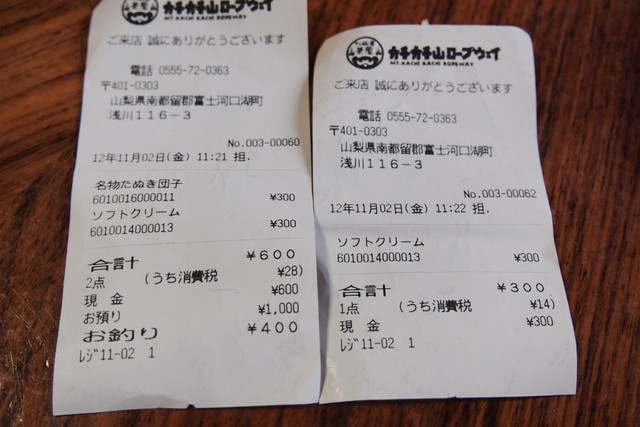 たぬき茶屋
カチカチ山ロープウェイ
MT.KACHI KACHI ROPEWAY
ご来店 誠にありがとうございます
電話 0555-72-0363
〒401-0303
山梨県南都留郡富士河口湖町
浅川116-3
No.003-00060
12年11月02日(金) 11:21 担.
名物たぬき団子
6010016000011 ¥300
ソフトクリーム
6010014000013 ¥300
合計 ¥600
2点 (うち消費税 ¥28)
現 金 ¥600
お預り ¥1,000
お釣り ¥400
レジ11-02 1
たぬき茶屋
カチカチ山ロープウェイ
MT.KACHI KACHI ROPEWAY
ご来店 誠にありがとうございます
電話 0555-72-0363
〒401-0303
山梨県南都留郡富士河口湖町
浅川116-3
No.003-00062
12年11月02日(金) 11:22 担.
ソフトクリーム
6010014000013 ¥300
合計 ¥300
1点 (うち消費税 ¥14)
現 金 ¥300
レジ11-02 1